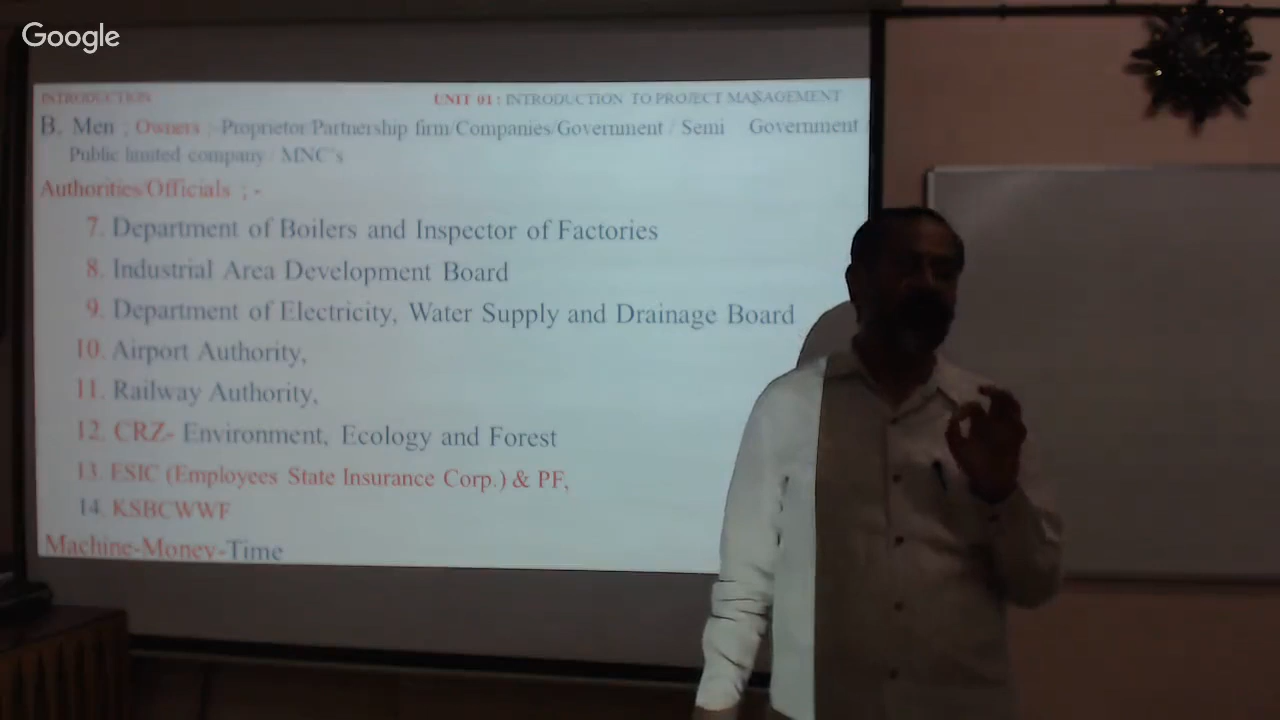 Google
INTRODUCTION UNIT 01 : INTRODUCTION TO PROJECT MANAGEMENT
B. Men ; Owners :- Proprietor/Partnership firm/Companies/Government / Semi Government /
Public limited company / MNC's
Authorities/Officials ; -
7. Department of Boilers and Inspector of Factories
8. Industrial Area Development Board
9. Department of Electricity, Water Supply and Drainage Board
10. Airport Authority,
11. Railway Authority,
12. CRZ- Environment, Ecology and Forest
13. ESIC (Employees State Insurance Corp.) & PF,
14. KSBCWWF
Machine-Money-Time